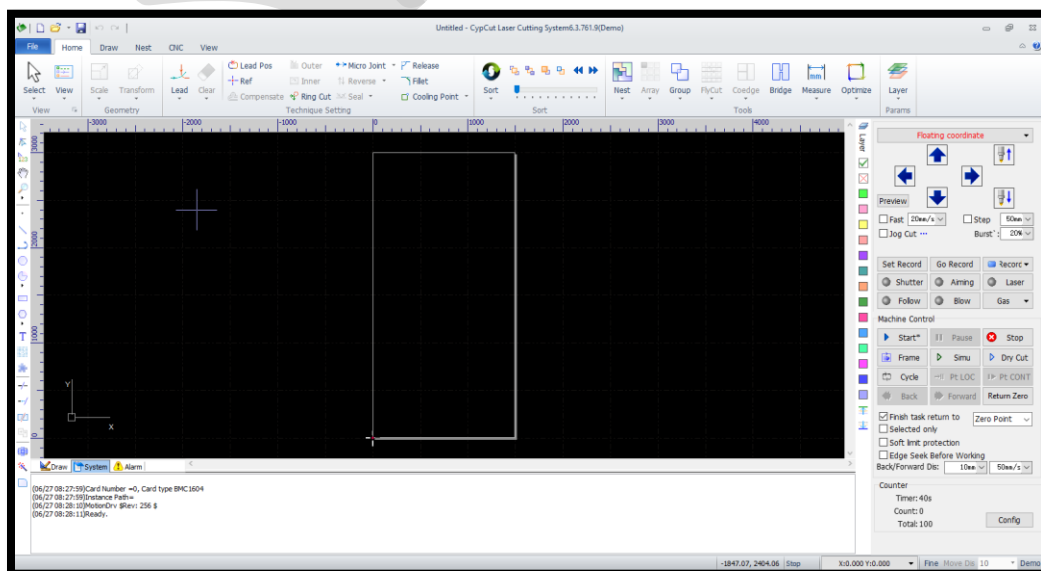 Untitled - CypCut Laser Cutting System6.3.761.9(Demo)
File Home Draw Nest CNC View
Lead Pos Outer Micro Joint Release
Ref Inner Reverse Fillet
Select View Scale Transform Lead Clear Compensate Ring Cut Seal Cooling Point Sort Nest Array Group FlyCut Coedge Bridge Measure Optimize Layer
View Geometry Technique Setting Sort Tools Params
-3000 -2000 -1000 0 1000 2000 3000 4000
3000
2000
1000
0
Y
X
Layer
Floating coordinate
Preview
Fast 20mm/s Step 50mm
Jog Cut ... Burst`: 20%
Set Record Go Record Record
Shutter Aiming Laser
Follow Blow Gas
Machine Control
Start* Pause Stop
Frame Simu Dry Cut
Cycle Pt LOC Pt CONT
Back Forward Return Zero
Finish task return to Zero Point
Selected only
Soft limit protection
Edge Seek Before Working
Back/Forward Dis: 10mm 50mm/s
Counter
Timer: 40s
Count: 0
Total: 100
Config
Draw System Alarm
(06/27 08:27:59)Card Number =0, Card type BMC1604
(06/27 08:27:59)Instance Path=
(06/27 08:28:10)MotionDrv $Rev: 256 $
(06/27 08:28:11)Ready.
-1847.07, 2404.06 Stop X:0.000 Y:0.000 Fine Move Dis 10 Demo